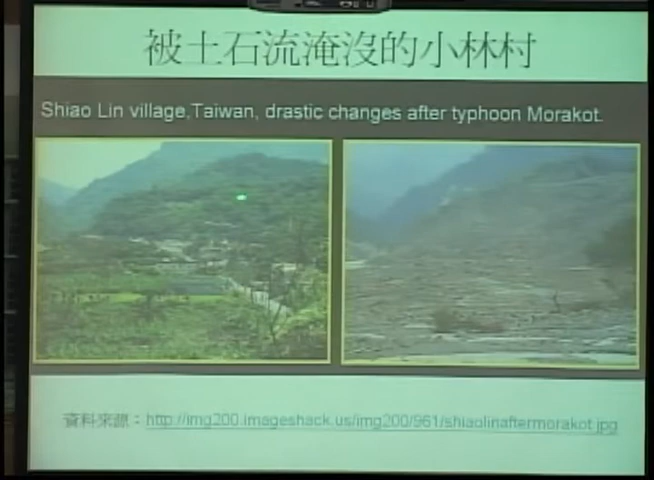 被土石流淹沒的小林村
Shiao Lin village,Taiwan, drastic changes after typhoon Morakot.
資料來源：http://img200.imageshack.us/img200/961/shiaolinaftermorakot.jpg